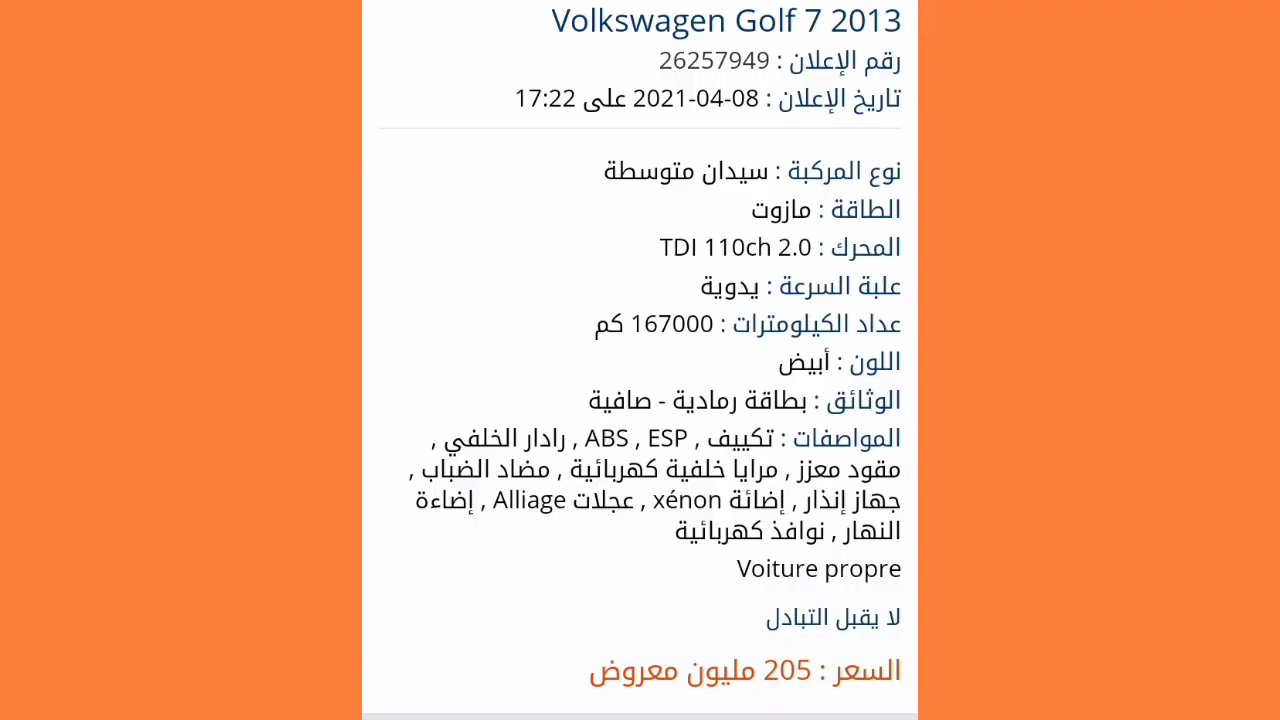 Volkswagen Golf 7 2013
رقم الإعلان : 26257949
تاريخ الإعلان : 08-04-2021 على 17:22
نوع المركبة : سيدان متوسطة
الطاقة : مازوت
المحرك : 2.0 TDI 110ch
علبة السرعة : يدوية
عداد الكيلومترات : 167000 كم
اللون : أبيض
الوثائق : بطاقة رمادية - صافية
المواصفات : تكييف , ABS , ESP , رادار الخلفي ,
مقود معزز , مرايا خلفية كهربائية , مضاد الضباب ,
جهاز إنذار , إضائة xénon , عجلات Alliage , إضاءة
النهار , نوافذ كهربائية
Voiture propre
لا يقبل التبادل
السعر : 205 مليون معروض